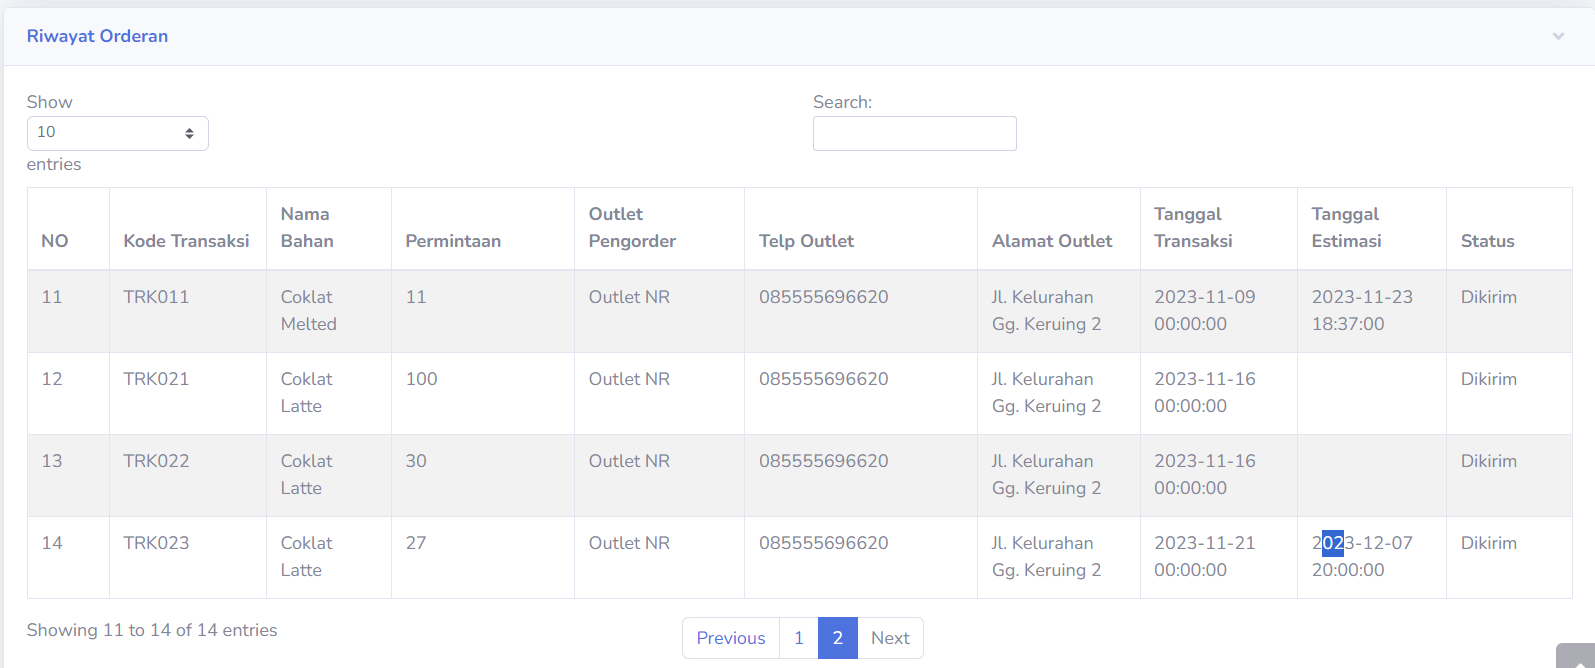 Riwayat Orderan
Show
10
entries
Search:
NO Kode Transaksi Nama Bahan Permintaan Outlet Pengorder Telp Outlet Alamat Outlet Tanggal Transaksi Tanggal Estimasi Status
11 TRK011 Coklat Melted 11 Outlet NR 085555696620 Jl. Kelurahan Gg. Keruing 2 2023-11-09 00:00:00 2023-11-23 18:37:00 Dikirim
12 TRK021 Coklat Latte 100 Outlet NR 085555696620 Jl. Kelurahan Gg. Keruing 2 2023-11-16 00:00:00 Dikirim
13 TRK022 Coklat Latte 30 Outlet NR 085555696620 Jl. Kelurahan Gg. Keruing 2 2023-11-16 00:00:00 Dikirim
14 TRK023 Coklat Latte 27 Outlet NR 085555696620 Jl. Kelurahan Gg. Keruing 2 2023-11-21 00:00:00 2023-12-07 20:00:00 Dikirim
Showing 11 to 14 of 14 entries
Previous 1 2 Next